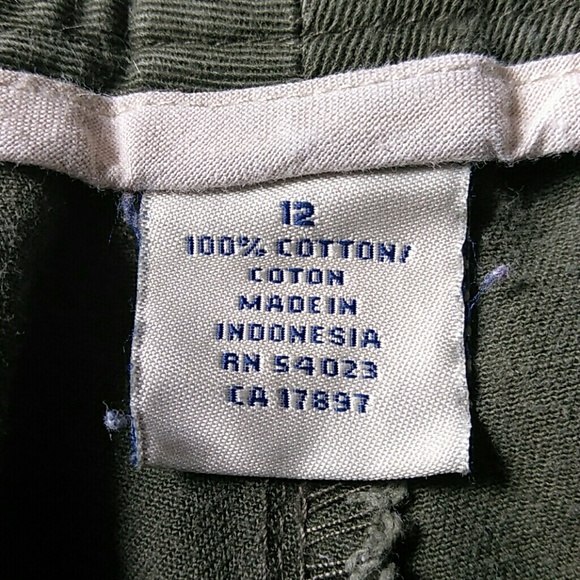 12
100% COTTON/
COTON
MADE IN
INDONESIA
RN 54023
CA 17897